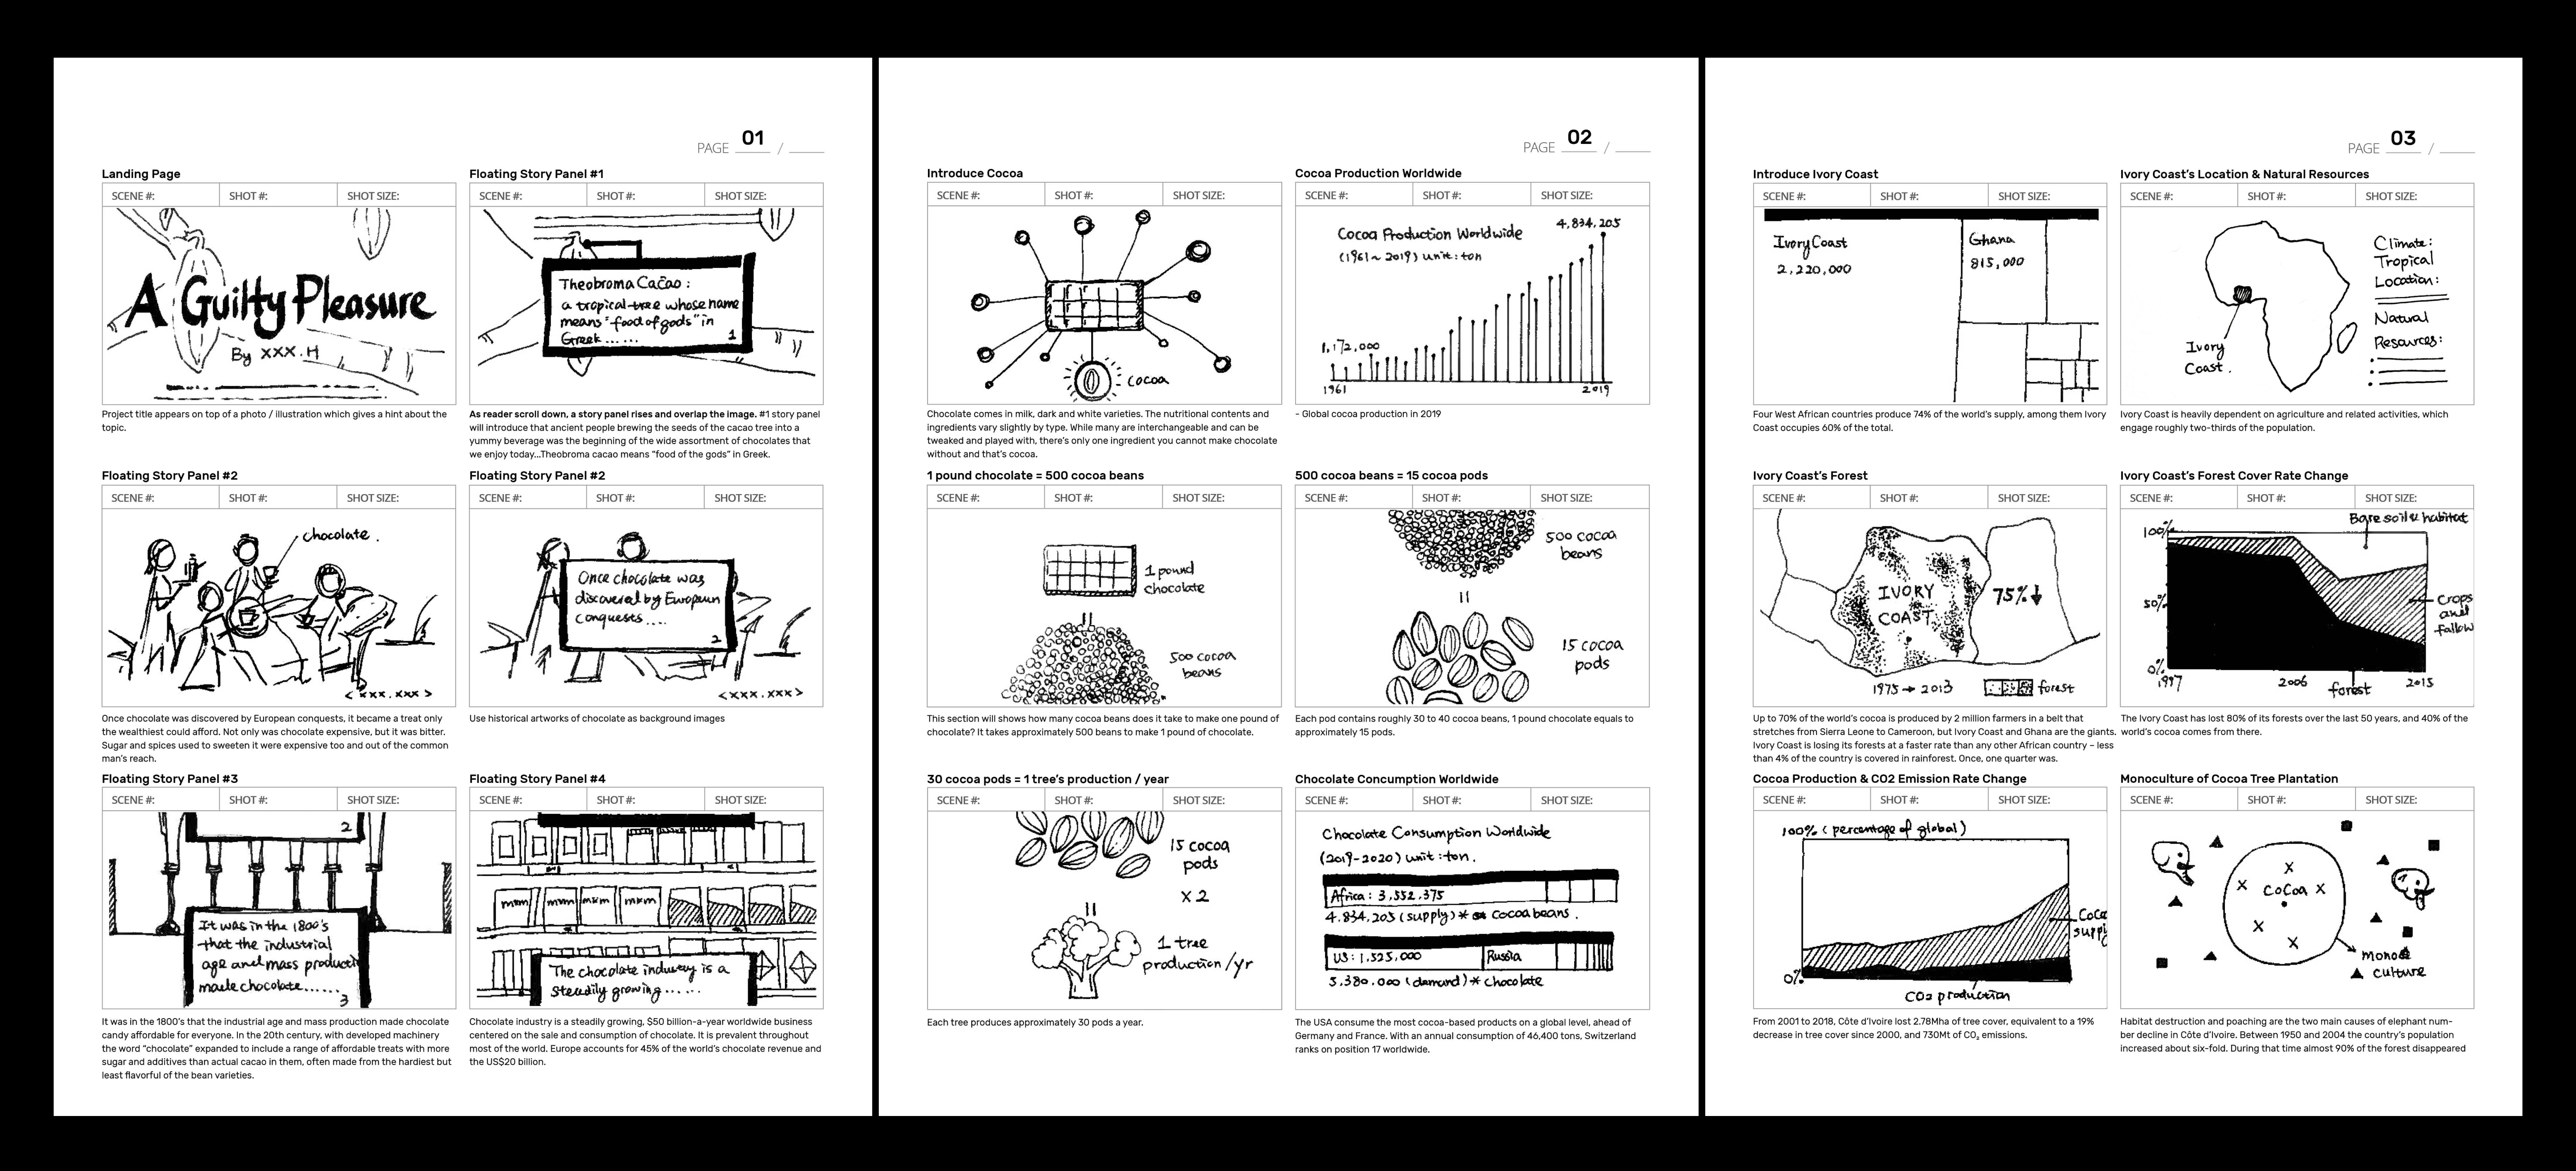 PAGE 01 /
Landing Page
SCENE #: SHOT #: SHOT SIZE:
A Guilty Pleasure
By XXX.H
Project title appears on top of a photo / illustration which gives a hint about the
topic.
Floating Story Panel #1
SCENE #: SHOT #: SHOT SIZE:
Theobroma Cacao:
a tropical tree whose name
means "food of gods" in
Greek......
1
As reader scroll down, a story panel rises and overlap the image. #1 story panel
will introduce that ancient people brewing the seeds of the cacao tree into a
yummy beverage was the beginning of the wide assortment of chocolates that
we enjoy today...Theobroma cacao means “food of the gods” in Greek.
Floating Story Panel #2
SCENE #: SHOT #: SHOT SIZE:
chocolate.
<xxx.xxx>
Once chocolate was discovered by European conquests, it became a treat only
the wealthiest could afford. Not only was chocolate expensive, but it was bitter.
Sugar and spices used to sweeten it were expensive too and out of the common
man’s reach.
Floating Story Panel #2
SCENE #: SHOT #: SHOT SIZE:
Once chocolate was
discovered by European
conquests....
2
<xxx.xxx>
Use historical artworks of chocolate as background images
Floating Story Panel #3
SCENE #: SHOT #: SHOT SIZE:
2
It was in the 1800's
that the industrial
age and mass producti
made chocolate......
3
It was in the 1800’s that the industrial age and mass production made chocolate
candy affordable for everyone. In the 20th century, with developed machinery
the word “chocolate” expanded to include a range of affordable treats with more
sugar and additives than actual cacao in them, often made from the hardiest but
least flavorful of the bean varieties.
Floating Story Panel #4
SCENE #: SHOT #: SHOT SIZE:
m&m m&m m&m m&m
The chocolate industry is a
steadily growing.....
Chocolate industry is a steadily growing, $50 billion-a-year worldwide business
centered on the sale and consumption of chocolate. It is prevalent throughout
most of the world. Europe accounts for 45% of the world’s chocolate revenue and
the US$20 billion.
PAGE 02 /
Introduce Cocoa
SCENE #: SHOT #: SHOT SIZE:
cocoa
Chocolate comes in milk, dark and white varieties. The nutritional contents and
ingredients vary slightly by type. While many are interchangeable and can be
tweaked and played with, there’s only one ingredient you cannot make chocolate
without and that’s cocoa.
Cocoa Production Worldwide
SCENE #: SHOT #: SHOT SIZE:
4,834,205
Cocoa Production Worldwide
(1961~2019) unit:ton
1,172,000
1961 2019
- Global cocoa production in 2019
1 pound chocolate = 500 cocoa beans
SCENE #: SHOT #: SHOT SIZE:
1 pound
chocolate
=
500 cocoa
beans
This section will shows how many cocoa beans does it take to make one pound of
chocolate? It takes approximately 500 beans to make 1 pound of chocolate.
500 cocoa beans = 15 cocoa pods
SCENE #: SHOT #: SHOT SIZE:
500 cocoa
beans
=
15 cocoa
pods
Each pod contains roughly 30 to 40 cocoa beans, 1 pound chocolate equals to
approximately 15 pods.
30 cocoa pods = 1 tree’s production / year
SCENE #: SHOT #: SHOT SIZE:
15 cocoa
pods
x 2
=
1 tree
production/yr
Each tree produces approximately 30 pods a year.
Chocolate Concumption Worldwide
SCENE #: SHOT #: SHOT SIZE:
Chocolate Consumption Worldwide
(2019-2020) unit:ton.
Africa: 3,552,375
4.834,205 (supply)* cocoa beans.
US: 1,525,000 Russia
5,380.000 (demand)* chocolate
The USA consume the most cocoa-based products on a global level, ahead of
Germany and France. With an annual consumption of 46,400 tons, Switzerland
ranks on position 17 worldwide.
PAGE 03 /
Introduce Ivory Coast
SCENE #: SHOT #: SHOT SIZE:
Ivory Coast
2,220,000
Ghana
815,000
Four West African countries produce 74% of the world’s supply, among them Ivory
Coast occupies 60% of the total.
Ivory Coast’s Location & Natural Resources
SCENE #: SHOT #: SHOT SIZE:
Climate:
Tropical
Location:
Natural
Resources:
Ivory
Coast.
Ivory Coast is heavily dependent on agriculture and related activities, which
engage roughly two-thirds of the population.
Ivory Coast’s Forest
SCENE #: SHOT #: SHOT SIZE:
IVORY
COAST
75%↓
1975→2013 forest
Up to 70% of the world’s cocoa is produced by 2 million farmers in a belt that
stretches from Sierra Leone to Cameroon, but Ivory Coast and Ghana are the giants.
Ivory Coast is losing its forests at a faster rate than any other African country – less
than 4% of the country is covered in rainforest. Once, one quarter was.
Ivory Coast’s Forest Cover Rate Change
SCENE #: SHOT #: SHOT SIZE:
Bare soil & habitat
100%
50%
Crops
and
fallow
0%
1997 2006 forest 2015
The Ivory Coast has lost 80% of its forests over the last 50 years, and 40% of the
world’s cocoa comes from there.
Cocoa Production & CO2 Emission Rate Change
SCENE #: SHOT #: SHOT SIZE:
100% (percentage of global)
Coca
supply
0%
CO2 production
From 2001 to 2018, Côte d’Ivoire lost 2.78Mha of tree cover, equivalent to a 19%
decrease in tree cover since 2000, and 730Mt of CO₂ emissions.
Monoculture of Cocoa Tree Plantation
SCENE #: SHOT #: SHOT SIZE:
cocoa
mono
culture
Habitat destruction and poaching are the two main causes of elephant num-
ber decline in Côte d’Ivoire. Between 1950 and 2004 the country’s population
increased about six-fold. During that time almost 90% of the forest disappeared